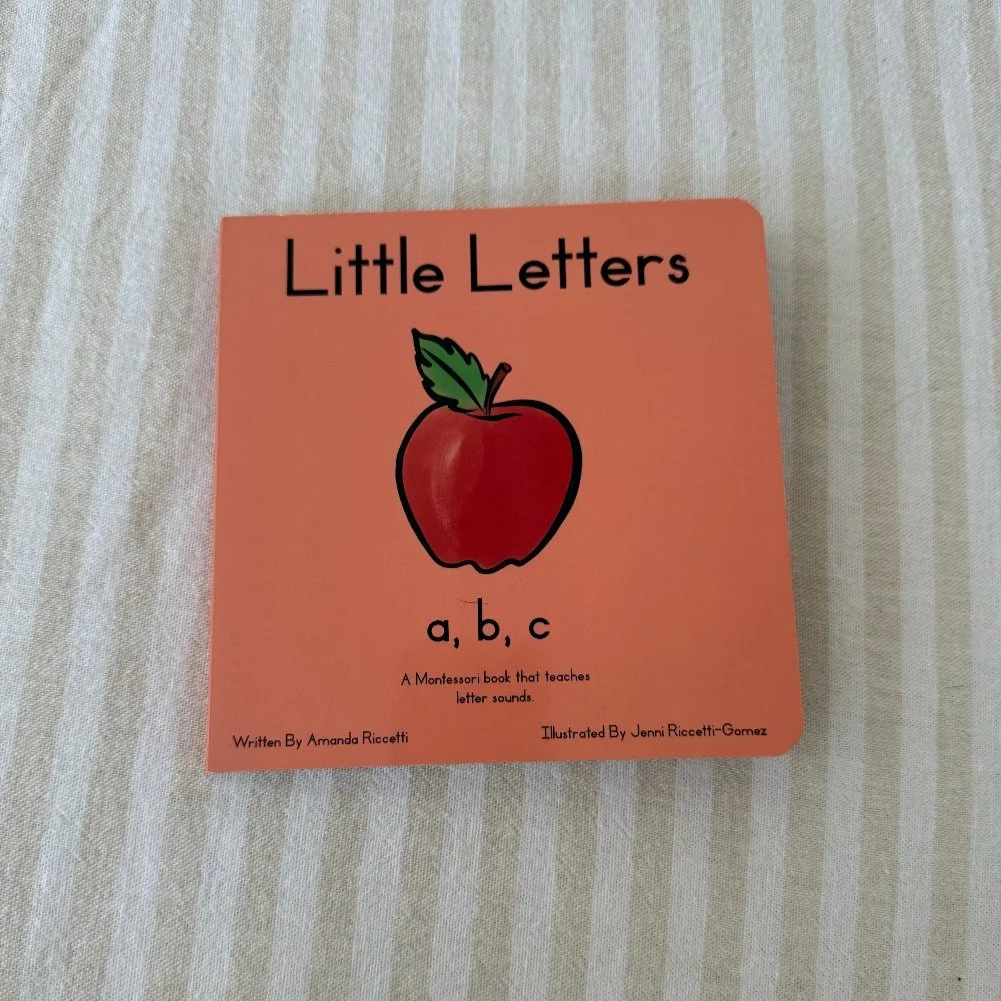 Little Letters
a, b, c
A Montessori book that teaches
letter sounds.
Written By Amanda Riccetti
Illustrated By Jenni Riccetti-Gomez